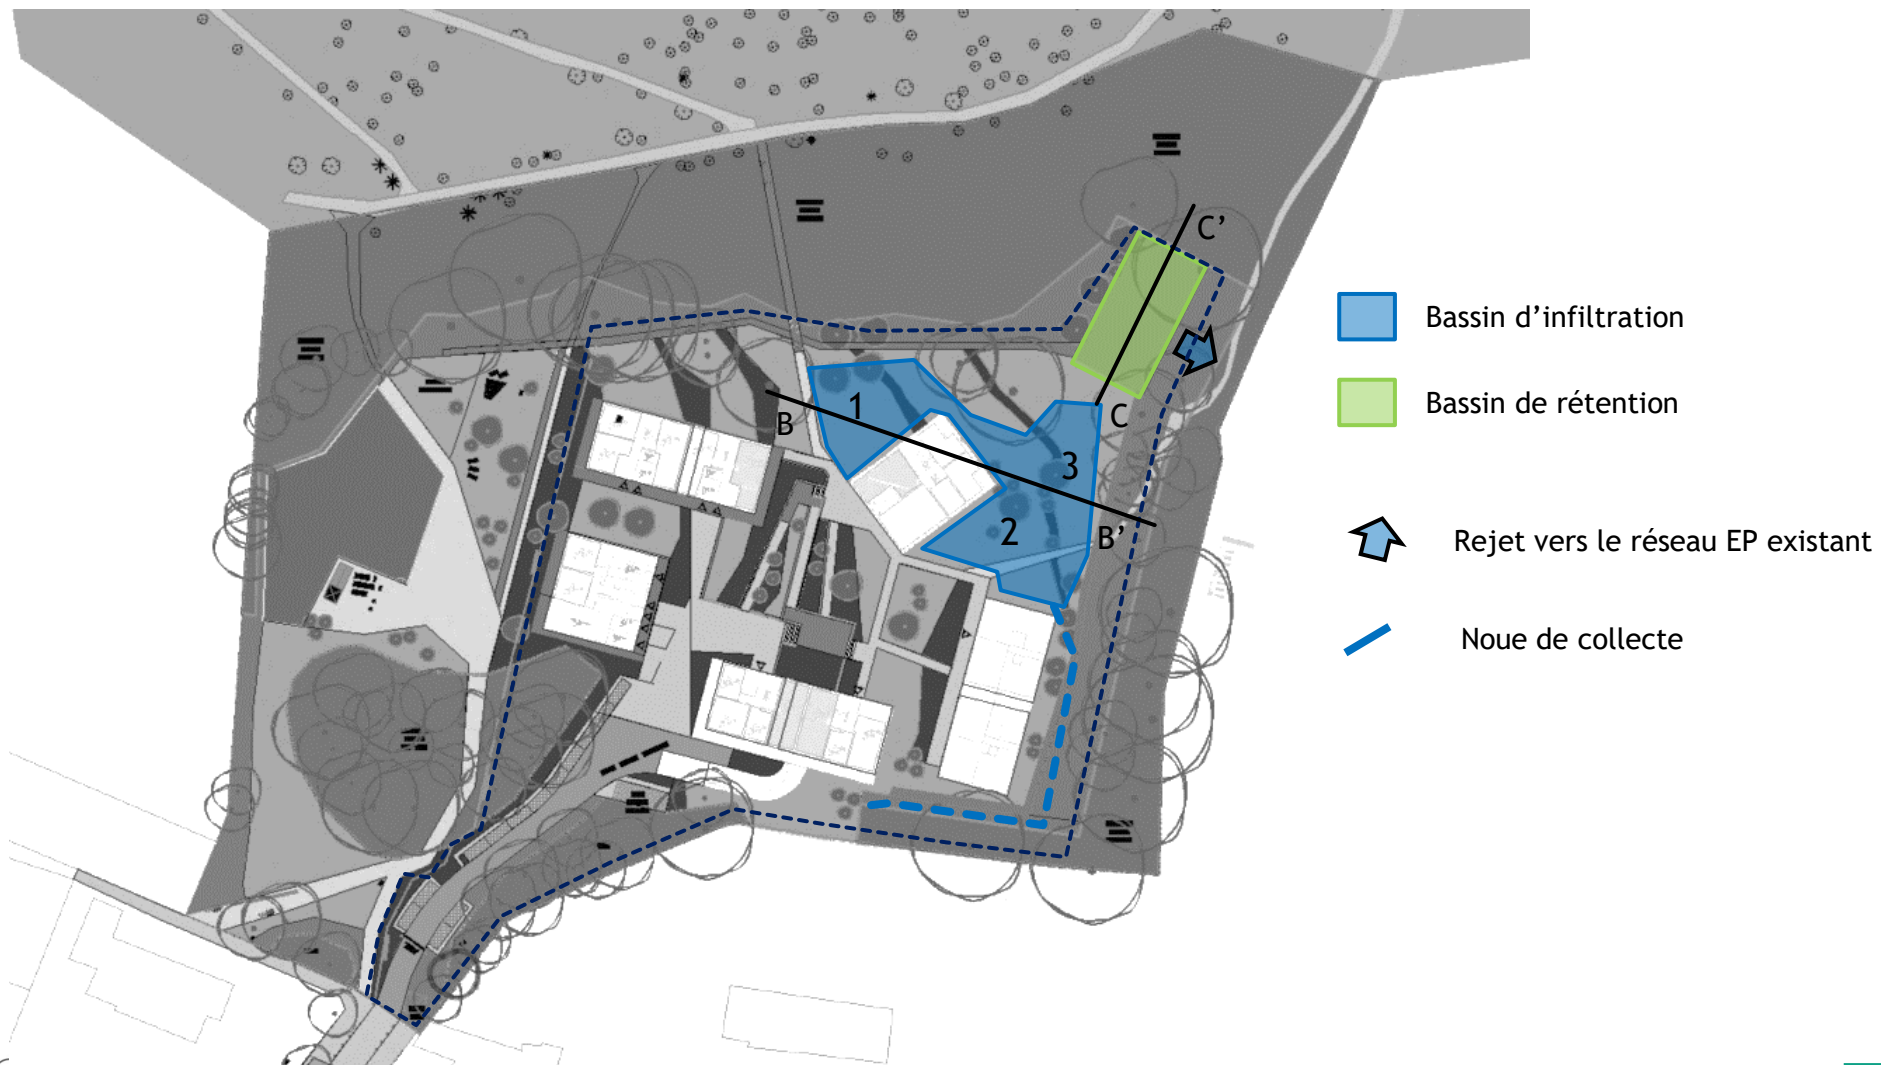 C’
C
1
B
3
2
B’
Bassin d’infiltration
Bassin de rétention
Rejet vers le réseau EP existant
Noue de collecte